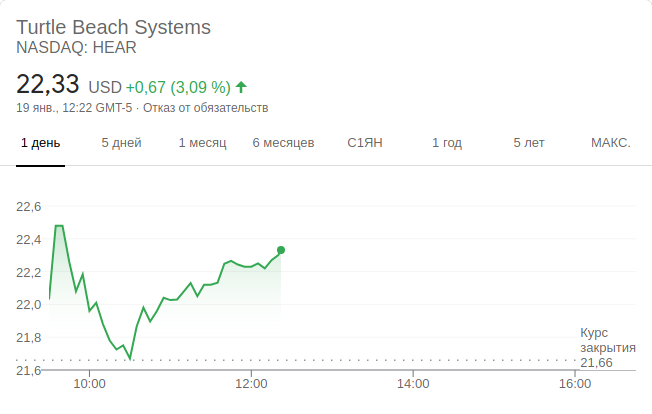 Turtle Beach Systems
NASDAQ: HEAR
22,33 USD +0,67 (3,09 %)
19 янв., 12:22 GMT-5 · Отказ от обязательств
1 день 5 дней 1 месяц 6 месяцев С1ЯН 1 год 5 лет МАКС.
22,6
22,4
22,2
22,0
21,8
21,6
Курс
закрытия
21,66
10:00 12:00 14:00 16:00